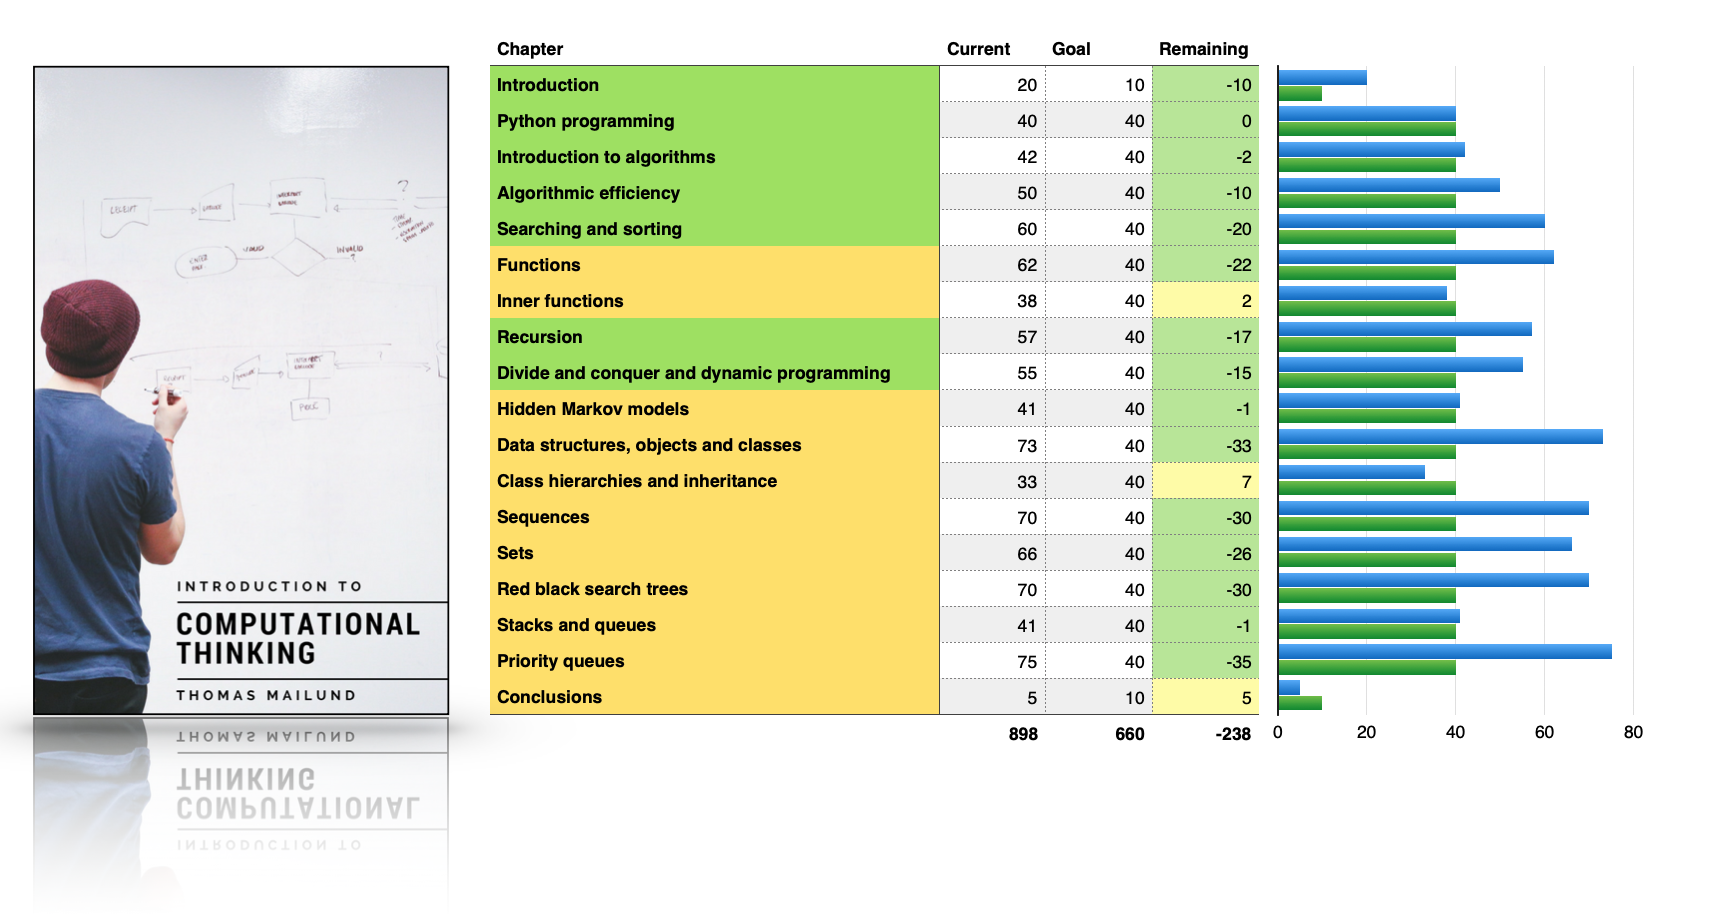 Chapter Current Goal Remaining
Introduction 20 10 -10
Python programming 40 40 0
Introduction to algorithms 42 40 -2
Algorithmic efficiency 50 40 -10
Searching and sorting 60 40 -20
Functions 62 40 -22
Inner functions 38 40 2
Recursion 57 40 -17
Divide and conquer and dynamic programming 55 40 -15
Hidden Markov models 41 40 -1
Data structures, objects and classes 73 40 -33
Class hierarchies and inheritance 33 40 7
Sequences 70 40 -30
Sets 66 40 -26
Red black search trees 70 40 -30
Stacks and queues 41 40 -1
Priority queues 75 40 -35
Conclusions 5 10 5
898 660 -238
0 20 40 60 80
?
VALID
INVALID
?
INTRODUCTION TO
COMPUTATIONAL
THINKING
THOMAS MAILUND